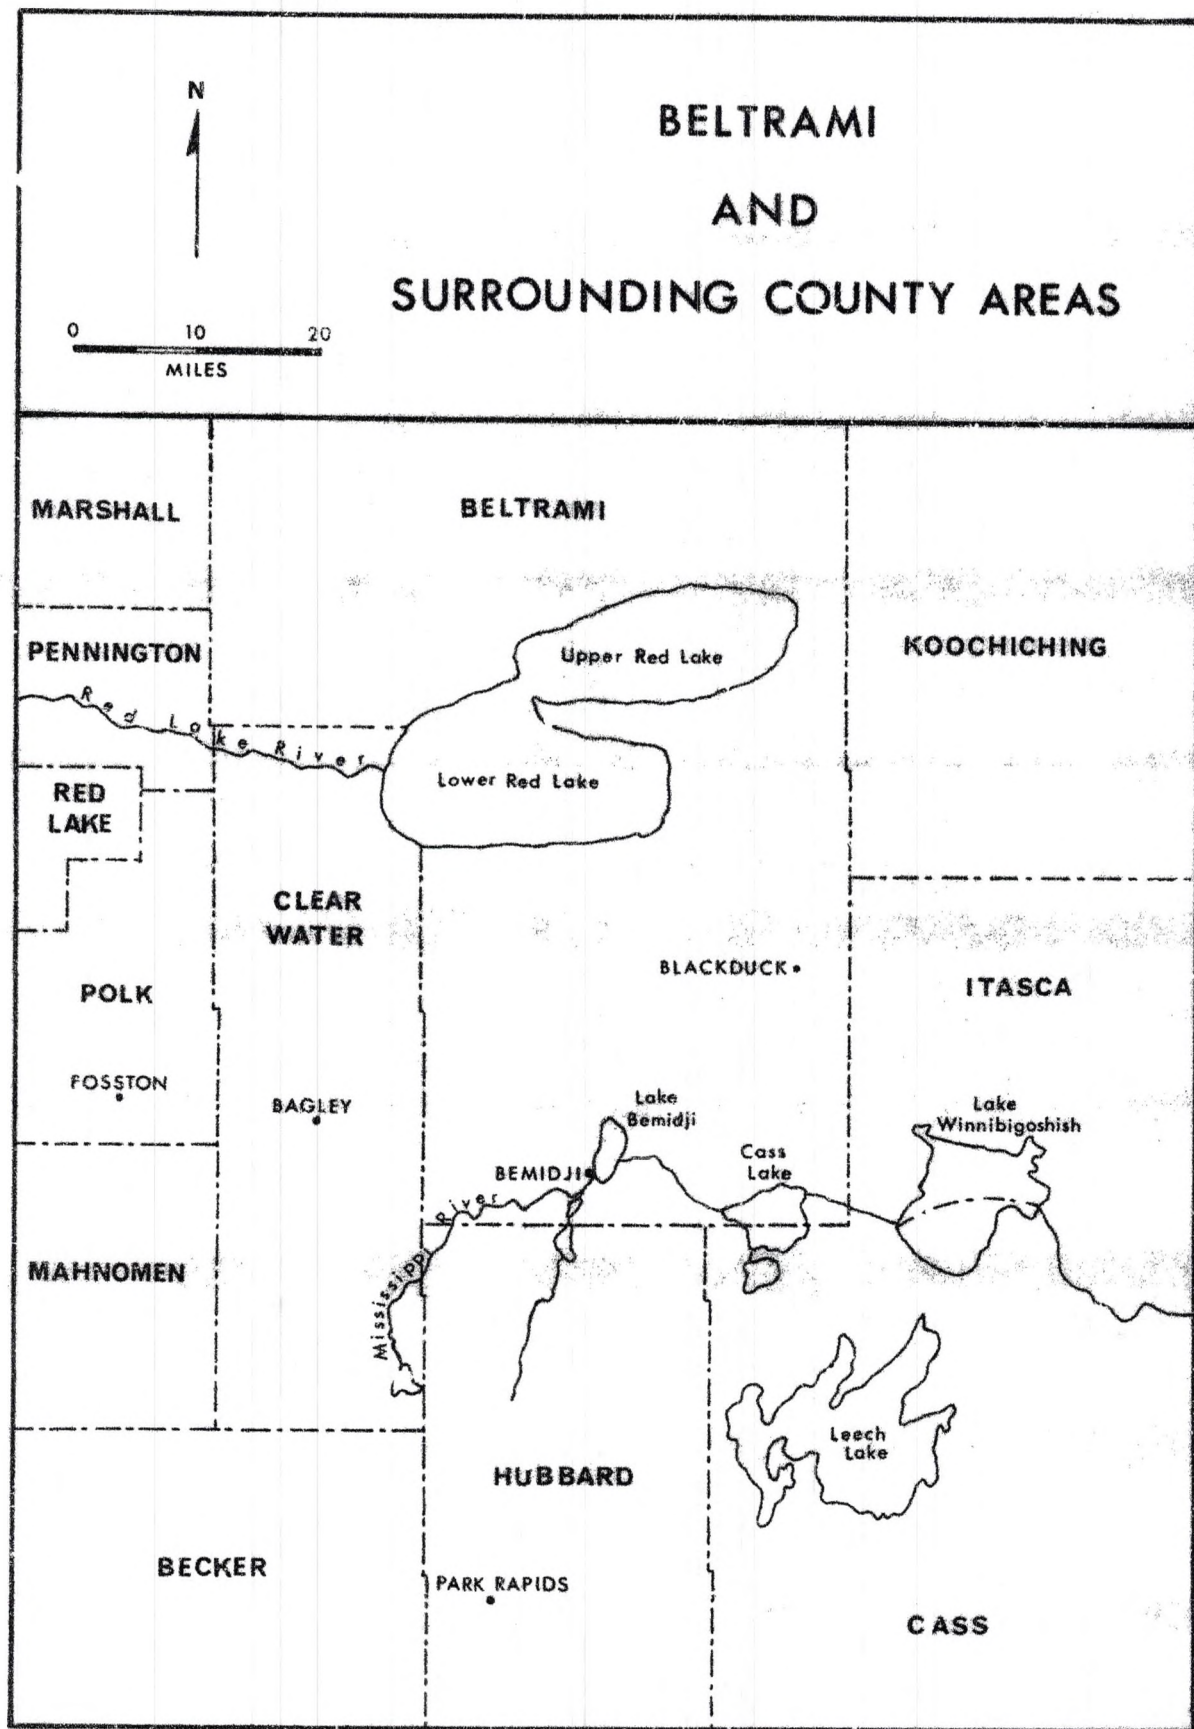 N
BELTRAMI
AND
SURROUNDING COUNTY AREAS
0 10 20
MILES
MARSHALL
BELTRAMI
PENNINGTON
Upper Red Lake
KOOCHICHING
Red Lake River
Lower Red Lake
RED
LAKE
CLEAR
WATER
BLACKDUCK
ITASCA
POLK
FOSSTON
BAGLEY
Lake
Bemidji
Lake
Winnibigoshish
Cass
Lake
BEMIDJI
Mississippi River
MAHNOMEN
Leech
Lake
HUBBARD
BECKER
PARK RAPIDS
CASS